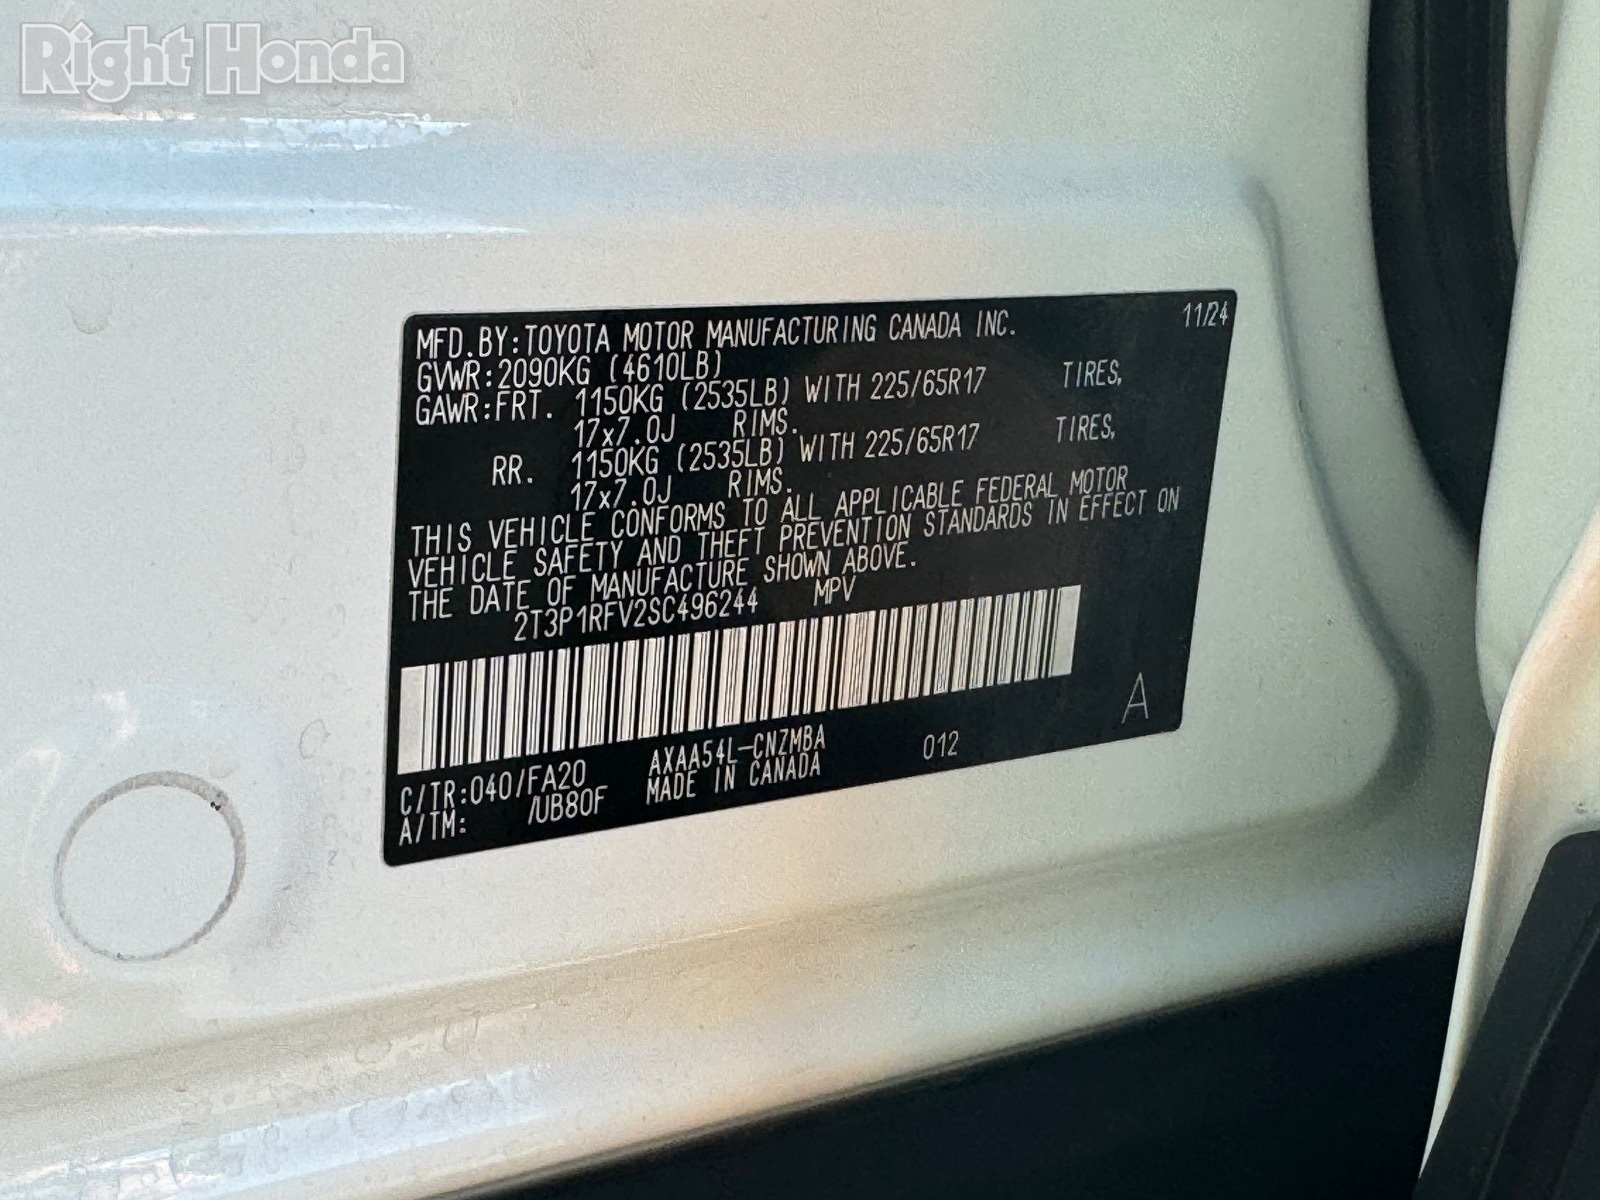 Right Honda
11/24
MFD.BY:TOYOTA MOTOR MANUFACTURING CANADA INC.
GVWR:2090KG (4610LB)
GAWR:FRT. 1150KG (2535LB) WITH 225/65R17 TIRES,
17x7.0J RIMS.
RR. 1150KG (2535LB) WITH 225/65R17 TIRES,
17x7.0J RIMS.
THIS VEHICLE CONFORMS TO ALL APPLICABLE FEDERAL MOTOR
VEHICLE SAFETY AND THEFT PREVENTION STANDARDS IN EFFECT ON
THE DATE OF MANUFACTURE SHOWN ABOVE.
2T3P1RFV2SC496244 MPV
A
C/TR:040/FA20 AXAA54L-CNZMBA 012
A/TM: /UB80F MADE IN CANADA